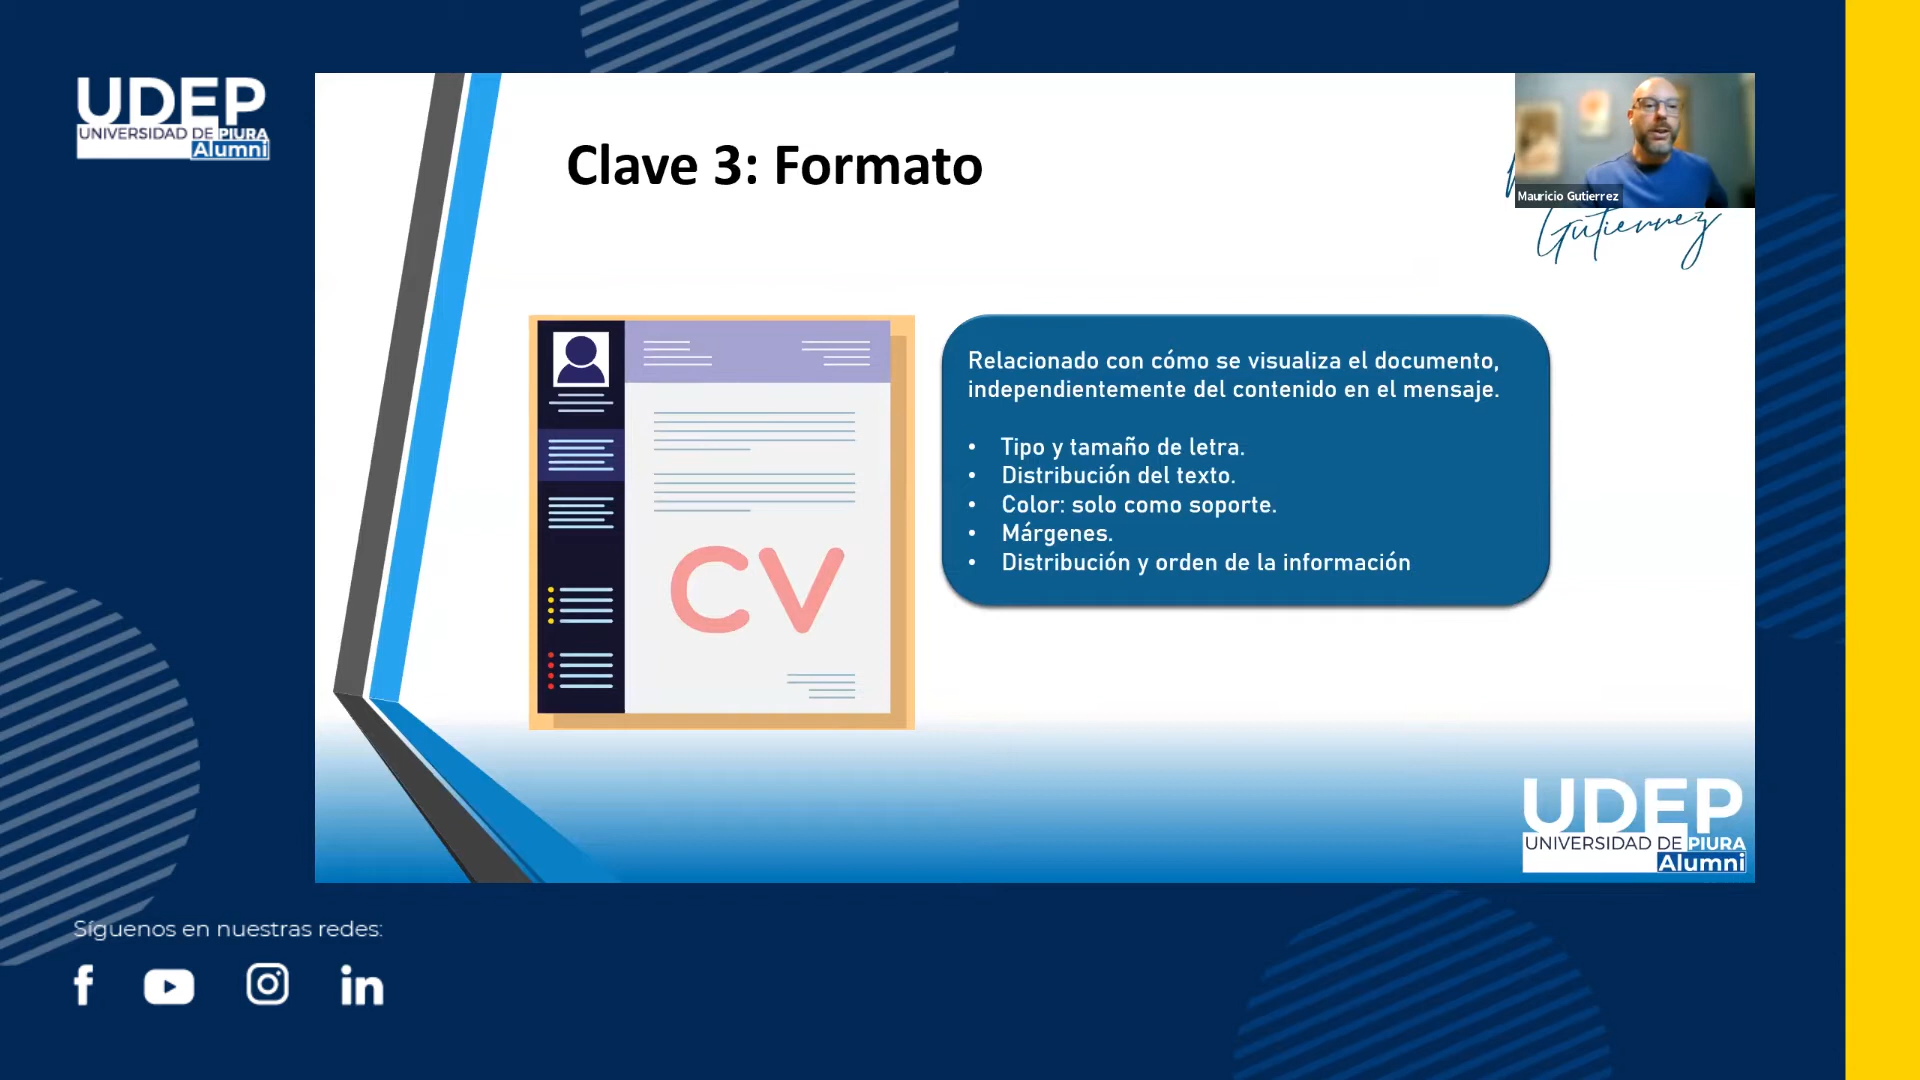 UDEP
UNIVERSIDAD DE PIURA
Alumni
Clave 3: Formato
Mauricio Gutierrez
Gutierrez
CV
Relacionado con cómo se visualiza el documento,
independientemente del contenido en el mensaje.
• Tipo y tamaño de letra.
• Distribución del texto.
• Color: solo como soporte.
• Márgenes.
• Distribución y orden de la información
UDEP
UNIVERSIDAD DE PIURA
Alumni
Síguenos en nuestras redes: